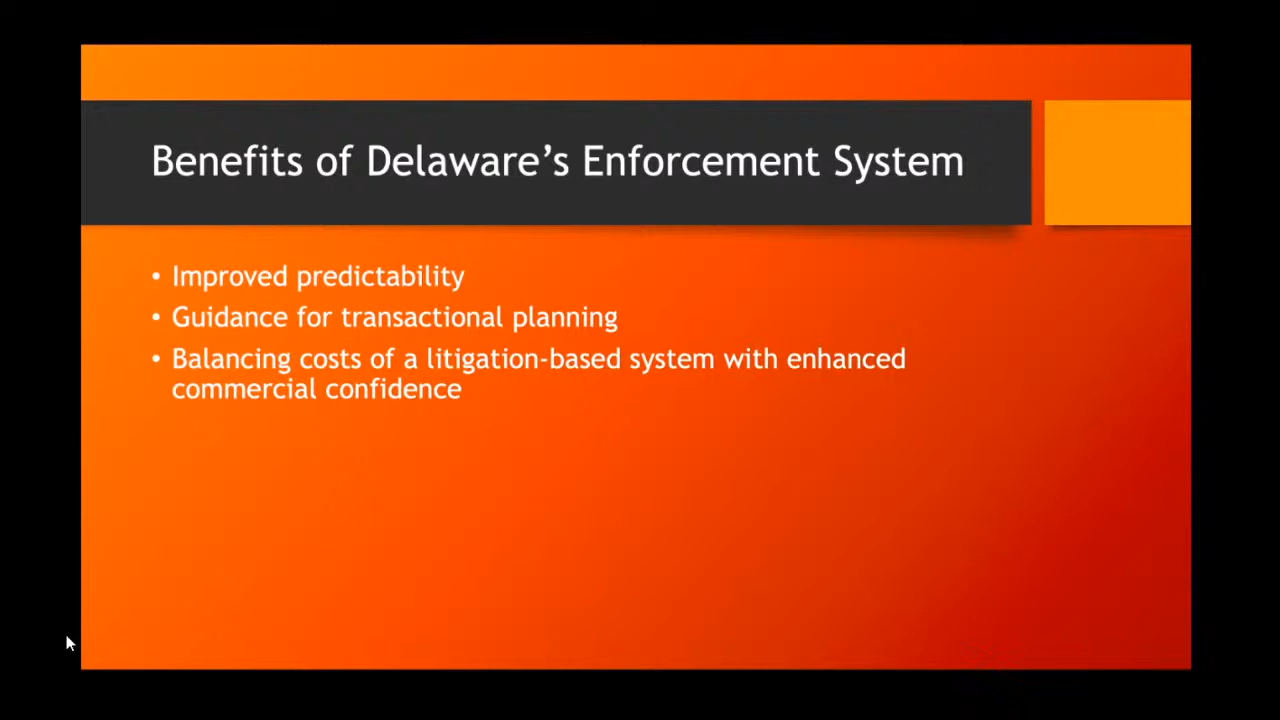 Benefits of Delaware’s Enforcement System
• Improved predictability
• Guidance for transactional planning
• Balancing costs of a litigation-based system with enhanced
commercial confidence